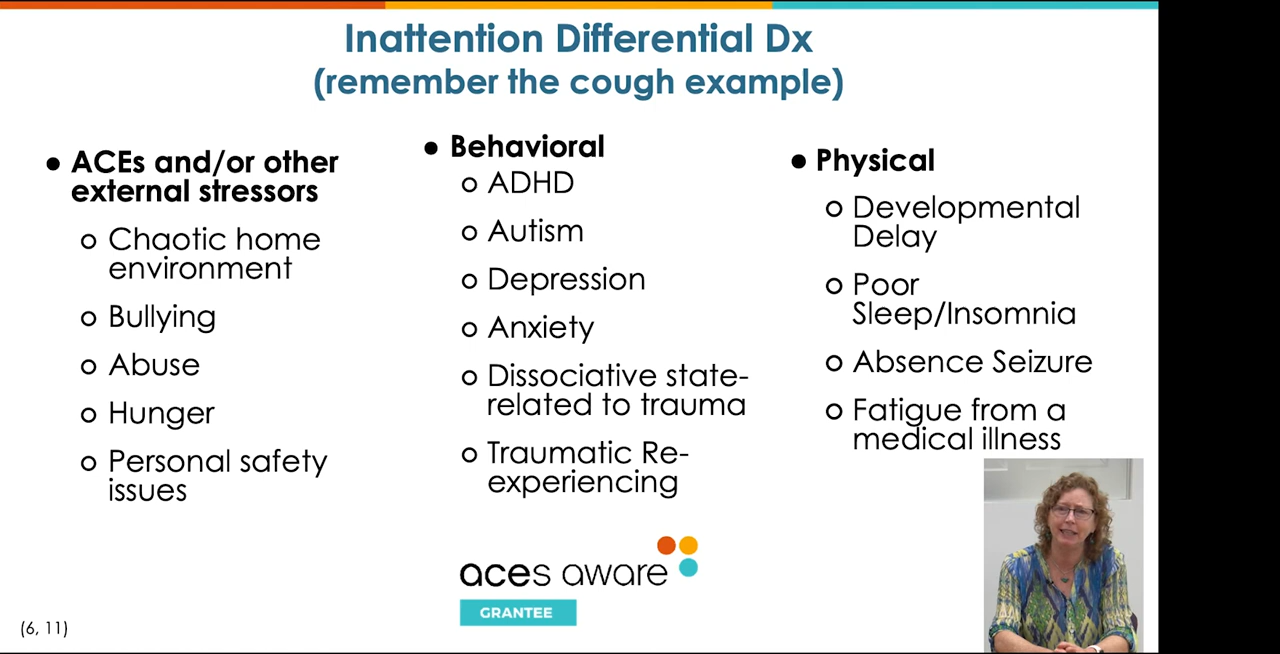 Inattention Differential Dx
(remember the cough example)
● ACEs and/or other
external stressors
o Chaotic home
environment
o Bullying
o Abuse
o Hunger
o Personal safety
issues
● Behavioral
o ADHD
o Autism
o Depression
o Anxiety
o Dissociative state-
related to trauma
o Traumatic Re-
experiencing
● Physical
o Developmental
Delay
o Poor
Sleep/Insomnia
o Absence Seizure
o Fatigue from a
medical illness
aces aware
GRANTEE
(6, 11)